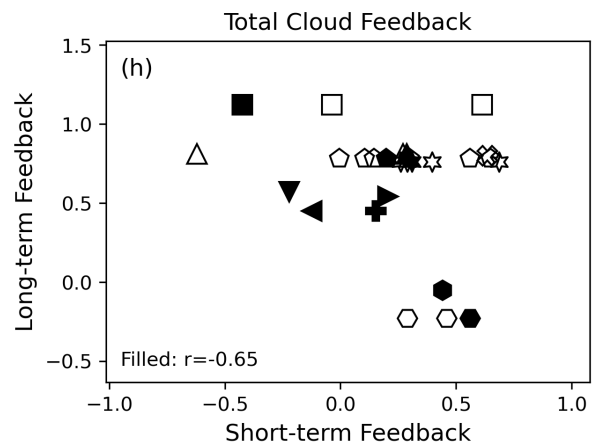 Total Cloud Feedback
(h)
1.5
1.0
0.5
0.0
−0.5
Long-term Feedback
Filled: r=-0.65
−1.0 −0.5 0.0 0.5 1.0
Short-term Feedback